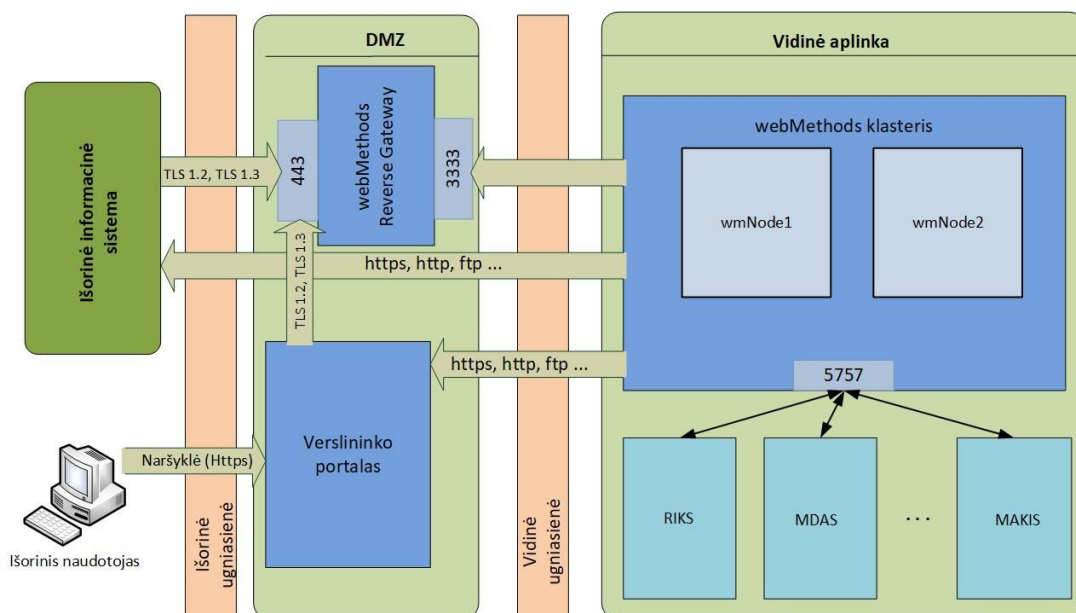 DMZ
Vidinė aplinka
webMethods
Reverse Gateway
443
3333
webMethods klasteris
wmNode1
wmNode2
5757
Išorinė informacinė
sistema
TLS 1.2, TLS 1.3
https, http, ftp ...
TLS 1.2, TLS 1.3
https, http, ftp ...
Verslininko
portalas
Naršyklė (Https)
Išorinis naudotojas
Išorinė
ugniasienė
Vidinė
ugniasienė
RIKS
MDAS
...
MAKIS